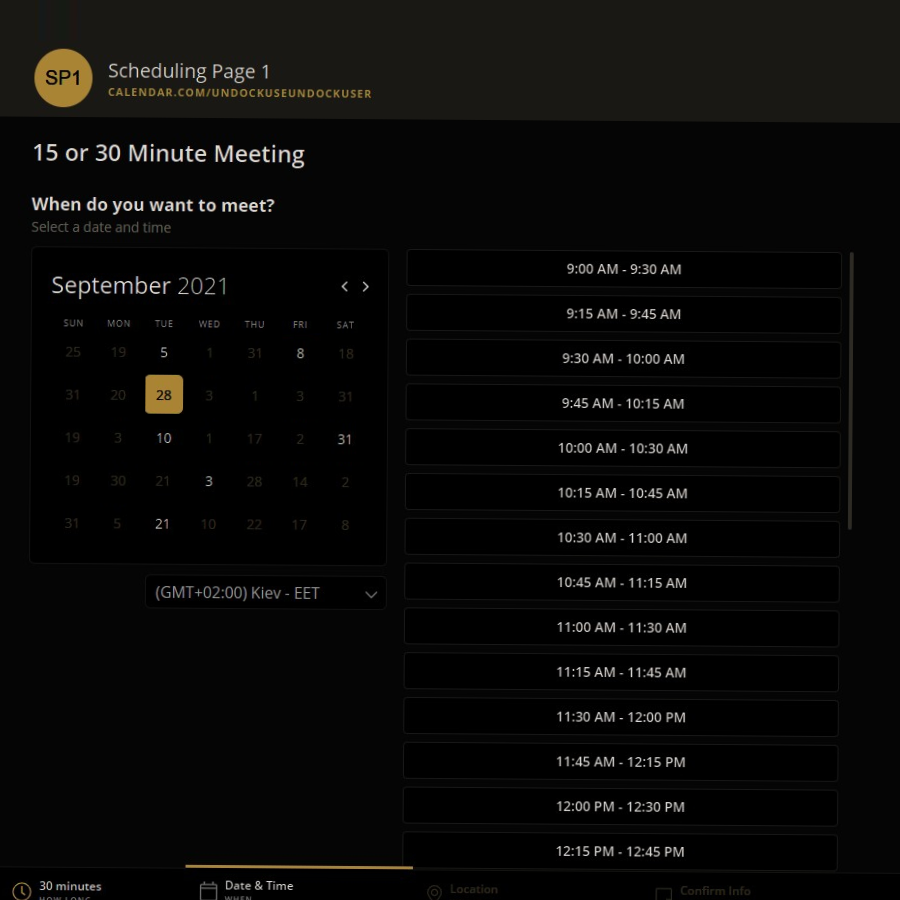 SP1
Scheduling Page 1
CALENDAR.COM/UNDOCKUSEUNDOCKUSER
15 or 30 Minute Meeting
When do you want to meet?
Select a date and time
September 2021
SUN MON TUE WED THU FRI SAT
25 19 5 1 31 8 18
31 20 28 3 1 3 31
19 3 10 1 17 2 31
19 30 21 3 28 14 2
31 5 21 10 22 17 8
(GMT+02:00) Kiev - EET
9:00 AM - 9:30 AM
9:15 AM - 9:45 AM
9:30 AM - 10:00 AM
9:45 AM - 10:15 AM
10:00 AM - 10:30 AM
10:15 AM - 10:45 AM
10:30 AM - 11:00 AM
10:45 AM - 11:15 AM
11:00 AM - 11:30 AM
11:15 AM - 11:45 AM
11:30 AM - 12:00 PM
11:45 AM - 12:15 PM
12:00 PM - 12:30 PM
12:15 PM - 12:45 PM
30 minutes
HOW LONG
Date & Time
WHEN
Location
Confirm Info